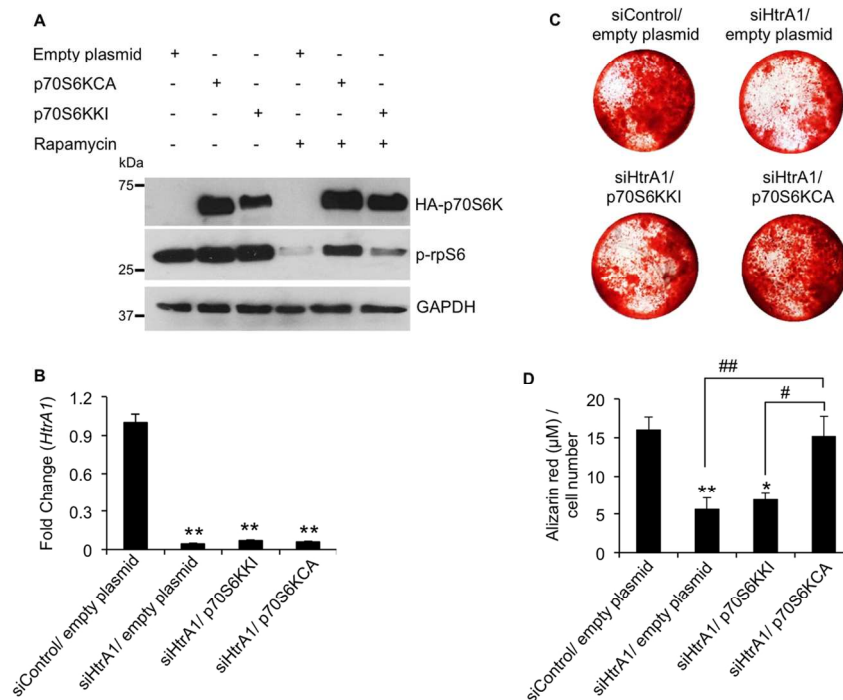 A
Empty plasmid + - - + - -
p70S6KCA - + - - + -
p70S6KKI - - + - - +
Rapamycin - - - + + +
kDa
75
HA-p70S6K
p-rpS6
25
GAPDH
37
B
Fold Change (HtrA1)
1.2
0.9
0.6
0.3
0
** ** **
siControl/ empty plasmid
siHtrA1/ empty plasmid
siHtrA1/ p70S6KKI
siHtrA1/ p70S6KCA
C
siControl/
empty plasmid
siHtrA1/
empty plasmid
siHtrA1/
p70S6KKI
siHtrA1/
p70S6KCA
D
Alizarin red (µM) /
cell number
20
15
10
5
0
##
#
** *
siControl/ empty plasmid
siHtrA1/ empty plasmid
siHtrA1/ p70S6KKI
siHtrA1/ p70S6KCA